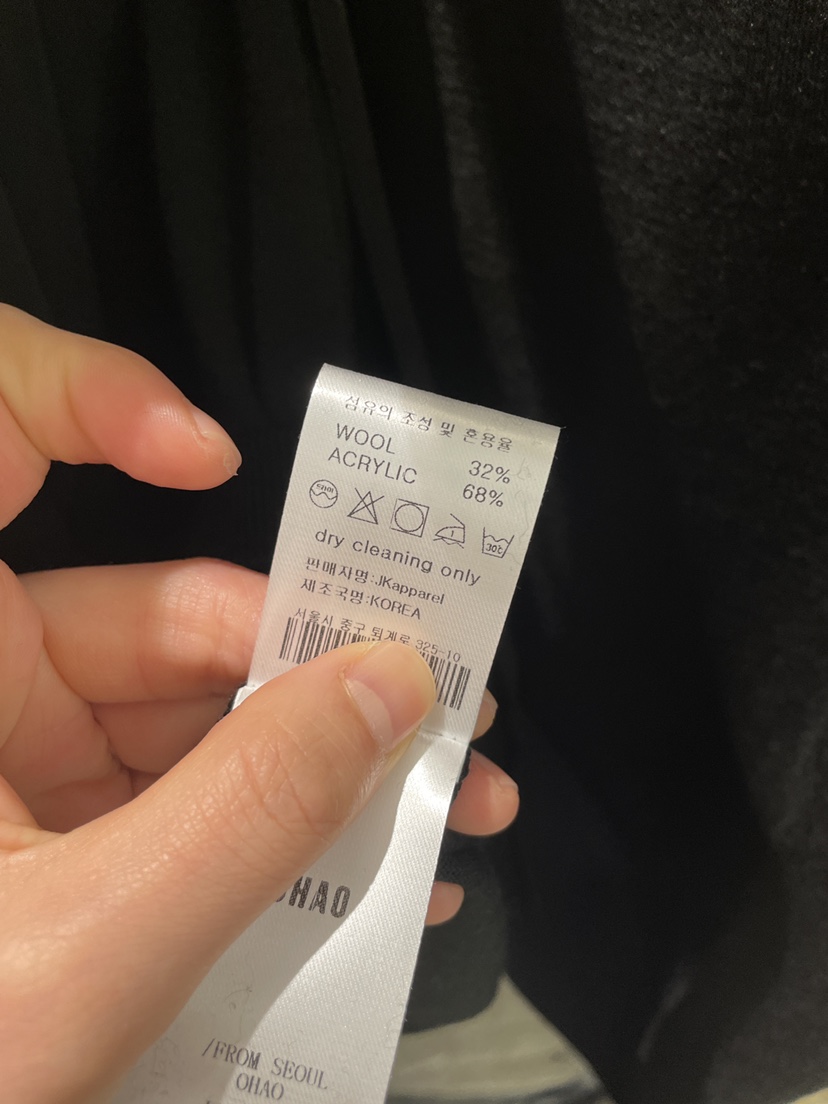 섬유의 조성 및 혼용율
WOOL 32%
ACRYLIC 68%
30℃
dry cleaning only
판매자명:JKapparel
제조국명:KOREA
서울시 중구 퇴계로 325-10
/FROM SEOUL
OHAO